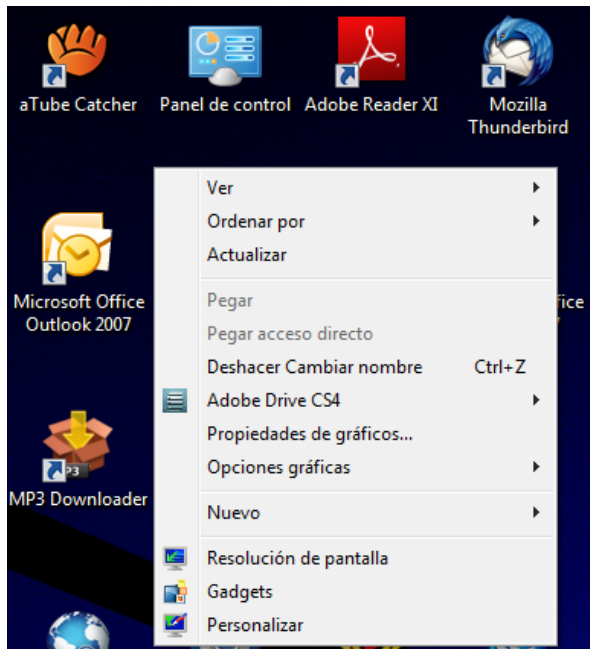 aTube Catcher
Panel de control
Adobe Reader XI
Mozilla
Thunderbird
Microsoft Office
Outlook 2007
MP3 Downloader
Ver
Ordenar por
Actualizar
Pegar
Pegar acceso directo
Deshacer Cambiar nombre Ctrl+Z
Adobe Drive CS4
Propiedades de gráficos...
Opciones gráficas
Nuevo
Resolución de pantalla
Gadgets
Personalizar